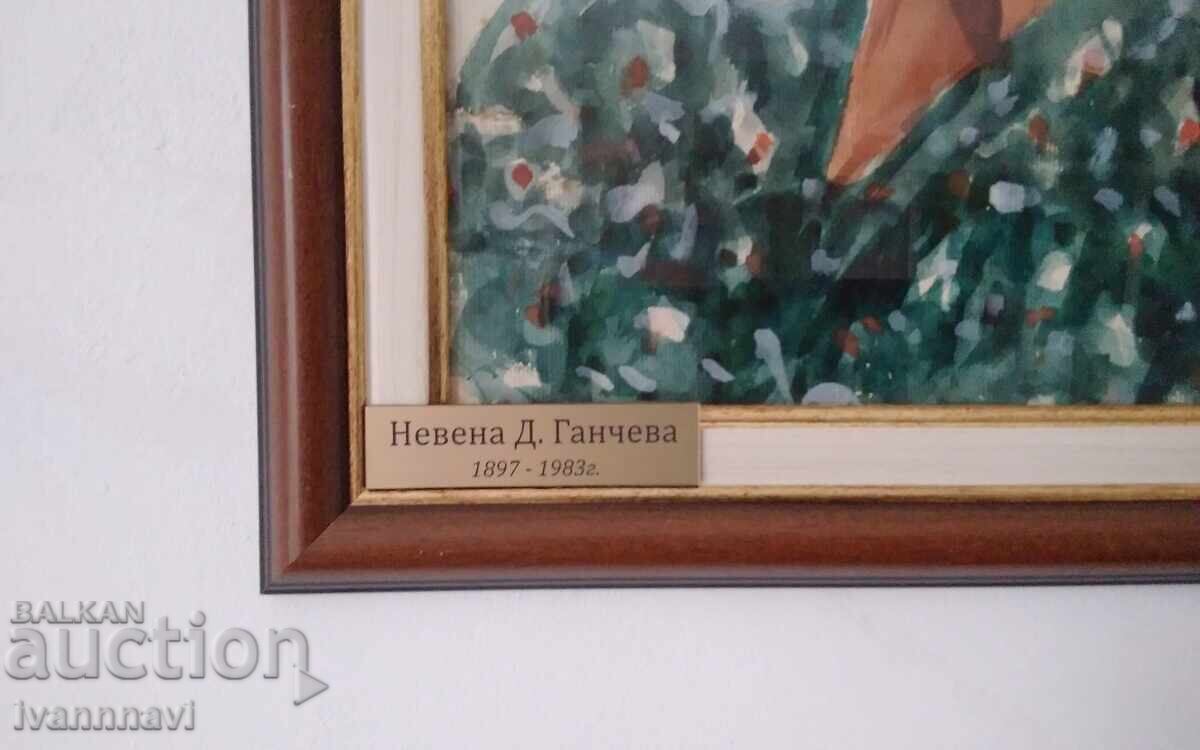 Невена Д. Ганчева
1897 - 1983г.
BALKAN
auction
ivannnavi